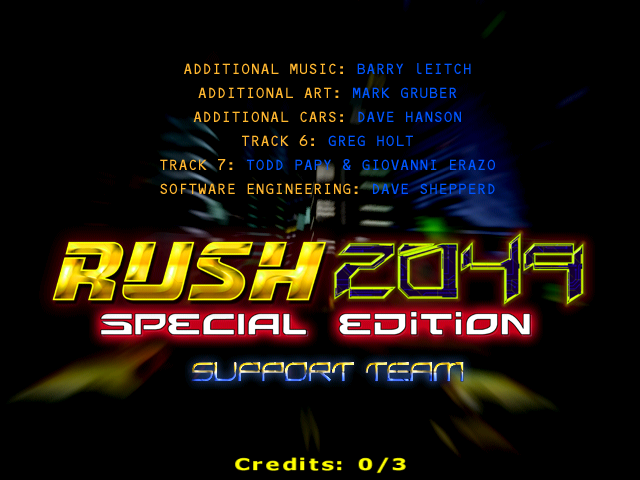 ADDITIONAL MUSIC: BARRY lEITCH
ADDITIONAL ART: MARK GRUBER
ADDITIONAL CARS: DAVE HANSON
TRACK 6: GREG HOLT
TRACK 7: TODD PAPY & GIOVANNI ERAZO
SOFTWARE ENGINEERING: DAVE SHEPPERD
RUSH 2049
SPECIAL EDiTiON
SUPPORT TEAM
Credits: 0/3